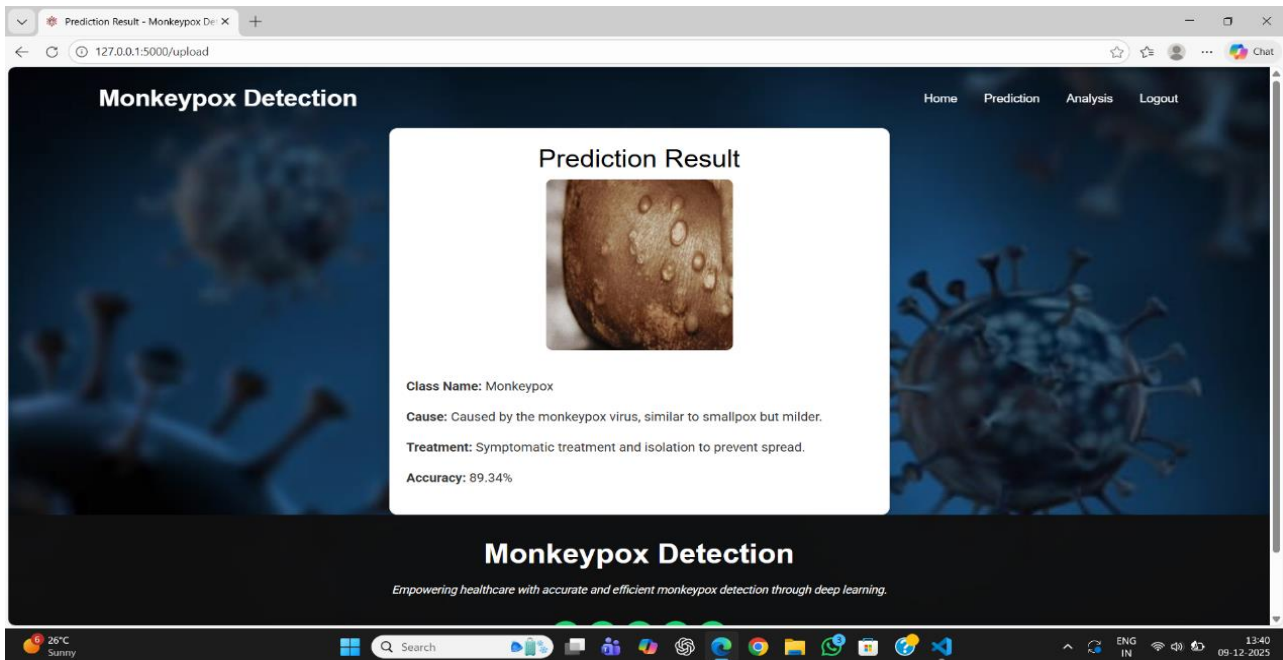 Prediction Result - Monkeypox De
127.0.0.1:5000/upload
Chat
Monkeypox Detection
Home Prediction Analysis Logout
Prediction Result
Class Name: Monkeypox
Cause: Caused by the monkeypox virus, similar to smallpox but milder.
Treatment: Symptomatic treatment and isolation to prevent spread.
Accuracy: 89.34%
Monkeypox Detection
Empowering healthcare with accurate and efficient monkeypox detection through deep learning.
6 26°C
Sunny
Search
ENG
IN
13:40
09-12-2025